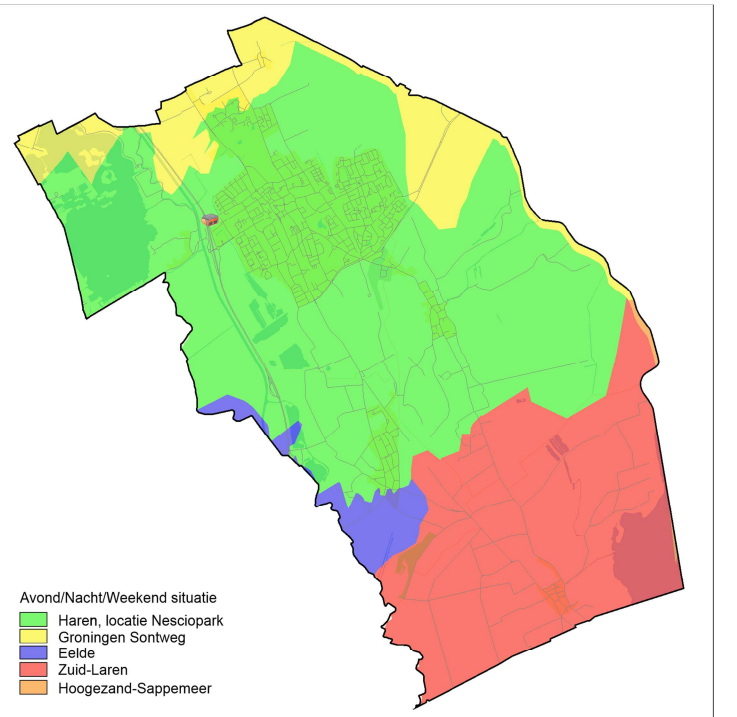 Avond/Nacht/Weekend situatie
Haren, locatie Nesciopark
Groningen Sontweg
Eelde
Zuid-Laren
Hoogezand-Sappemeer